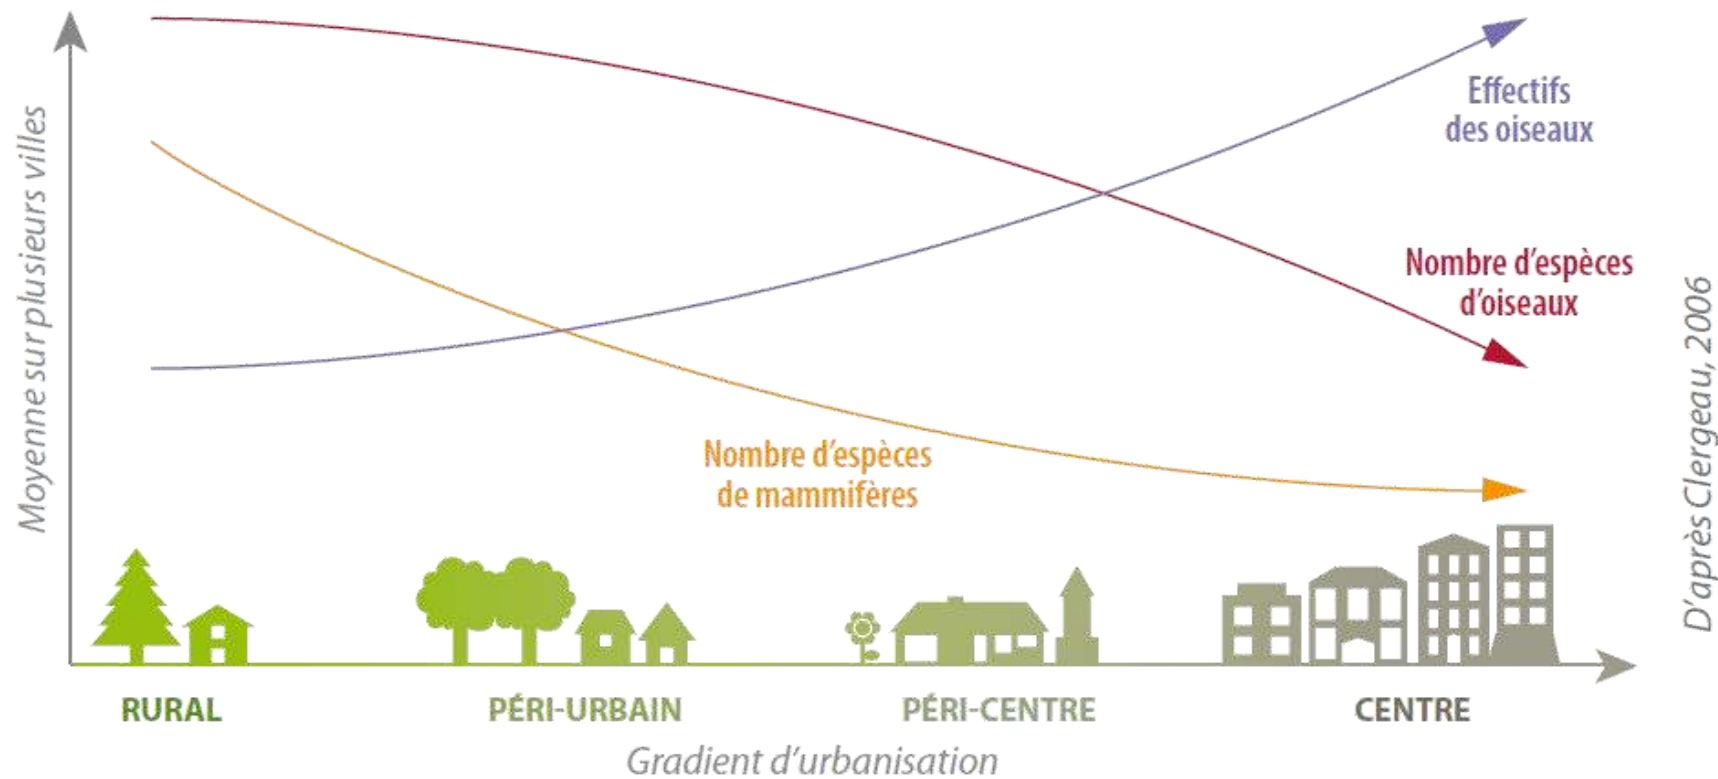 Moyenne sur plusieurs villes
Effectifs
des oiseaux
Nombre d'espèces
d'oiseaux
Nombre d'espèces
de mammifères
D'après Clergeau, 2006
RURAL
PÉRI-URBAIN
PÉRI-CENTRE
CENTRE
Gradient d'urbanisation